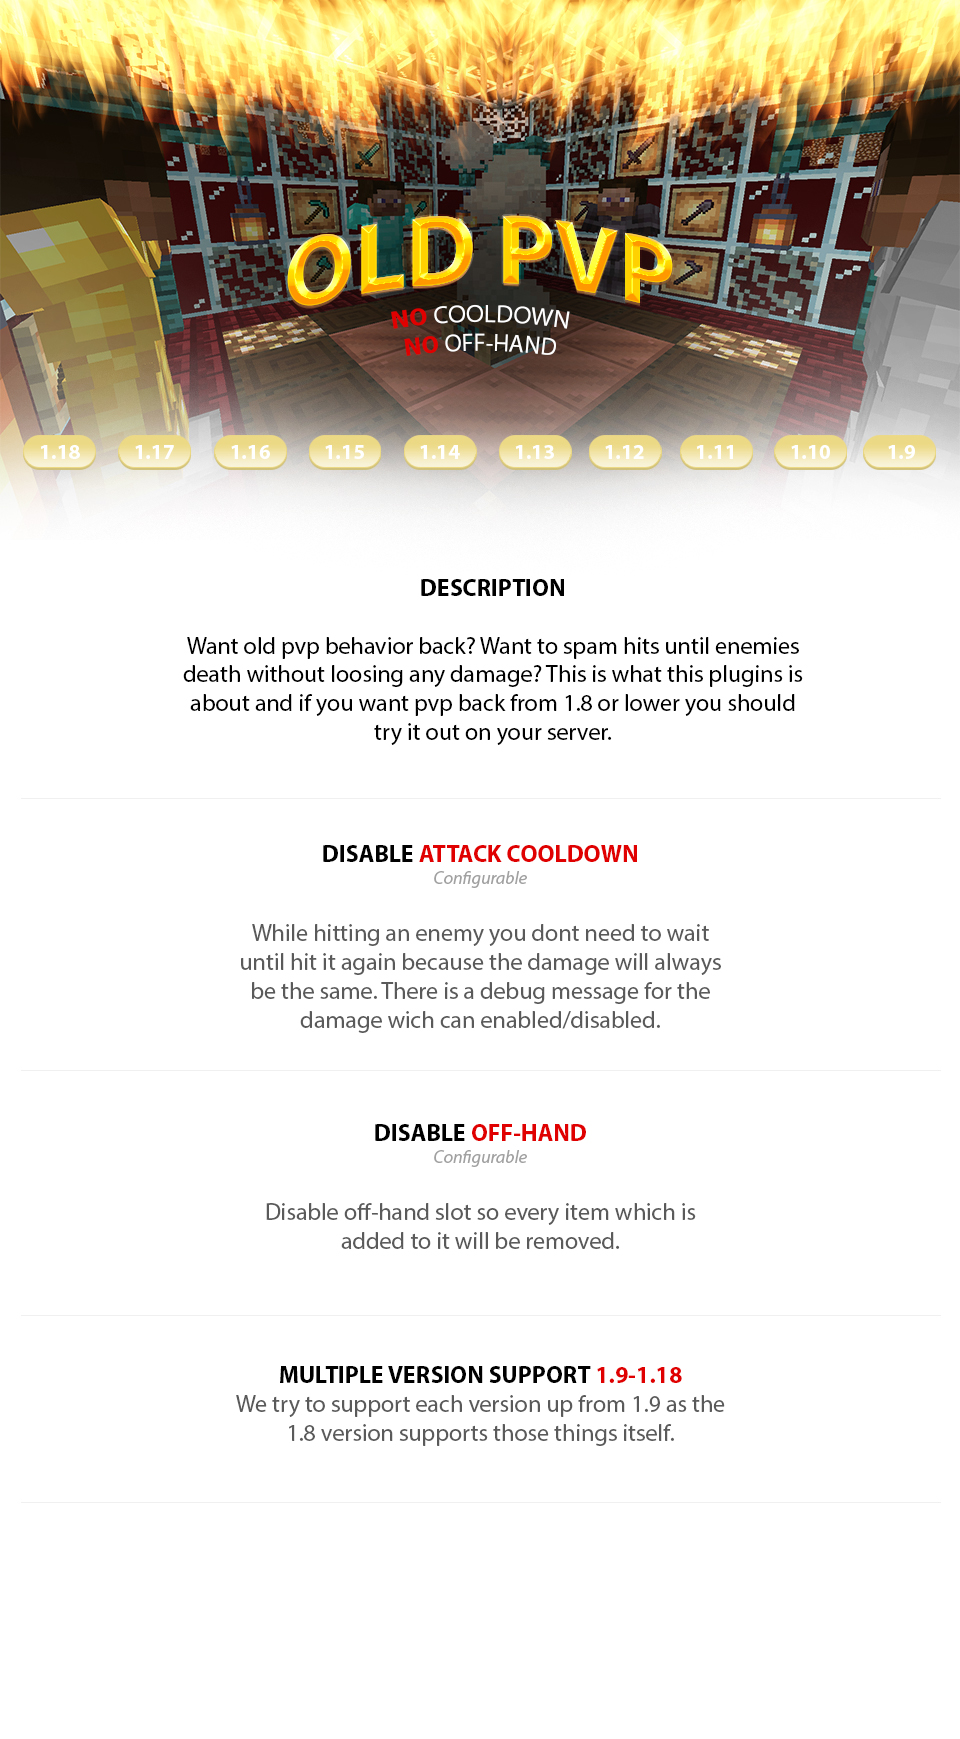 OLD PVP
NO COOLDOWN
NO OFF-HAND
1.18 1.17 1.16 1.15 1.14 1.13 1.12 1.11 1.10 1.9
DESCRIPTION
Want old pvp behavior back? Want to spam hits until enemies
death without loosing any damage? This is what this plugins is
about and if you want pvp back from 1.8 or lower you should
try it out on your server.
DISABLE ATTACK COOLDOWN
Configurable
While hitting an enemy you dont need to wait
until hit it again because the damage will always
be the same. There is a debug message for the
damage wich can enabled/disabled.
DISABLE OFF-HAND
Configurable
Disable off-hand slot so every item which is
added to it will be removed.
MULTIPLE VERSION SUPPORT 1.9-1.18
We try to support each version up from 1.9 as the
1.8 version supports those things itself.